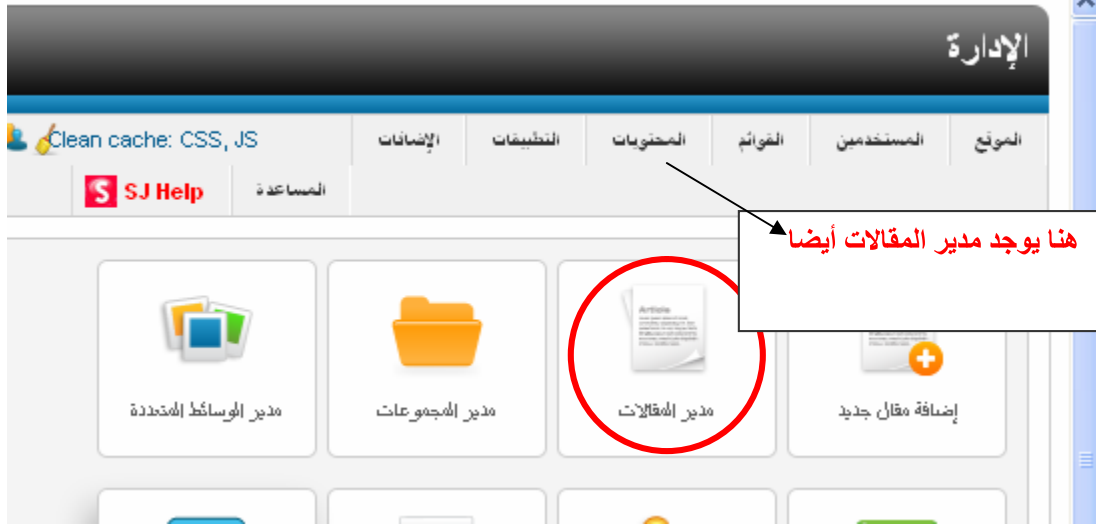 الإدارة
الموقع المستخدمين القوائم المحتويات التطبيقات الإضافات Clean cache: CSS, JS
المساعدة SJ Help
هنا يوجد مدير المقالات أيضا
Article
إضافة مقال جديد مدير المقالات مدير المجموعات مدير الوسائط المتعددة